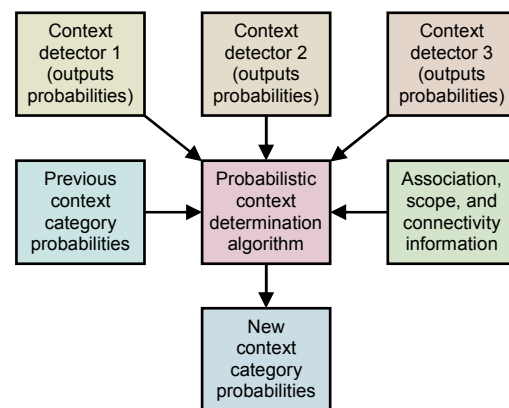 Context
detector 1
(outputs
probabilities)
Context
detector 2
(outputs
probabilities)
Context
detector 3
(outputs
probabilities)
Previous
context
category
probabilities
Probabilistic
context
determination
algorithm
Association,
scope, and
connectivity
information
New
context
category
probabilities